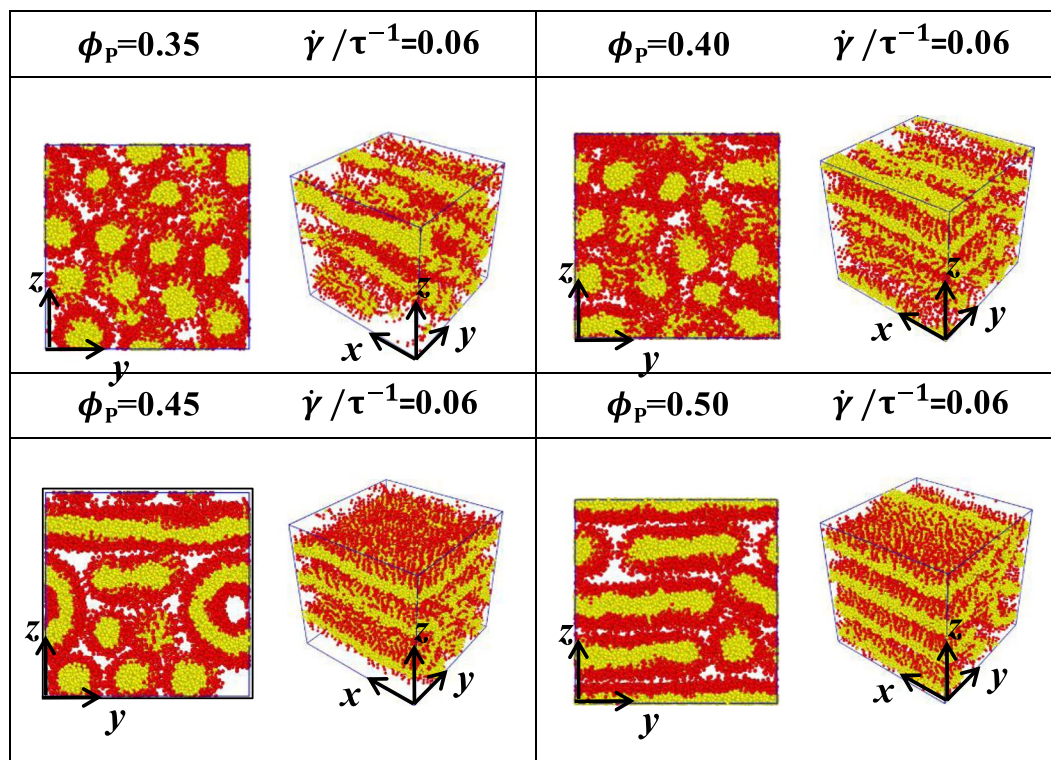 ϕP=0.35 γ̇ /τ⁻¹=0.06
ϕP=0.40 γ̇ /τ⁻¹=0.06
z
y
z
x
y
z
y
z
x
y
ϕP=0.45 γ̇ /τ⁻¹=0.06
ϕP=0.50 γ̇ /τ⁻¹=0.06
z
y
z
x
y
z
y
z
x
y